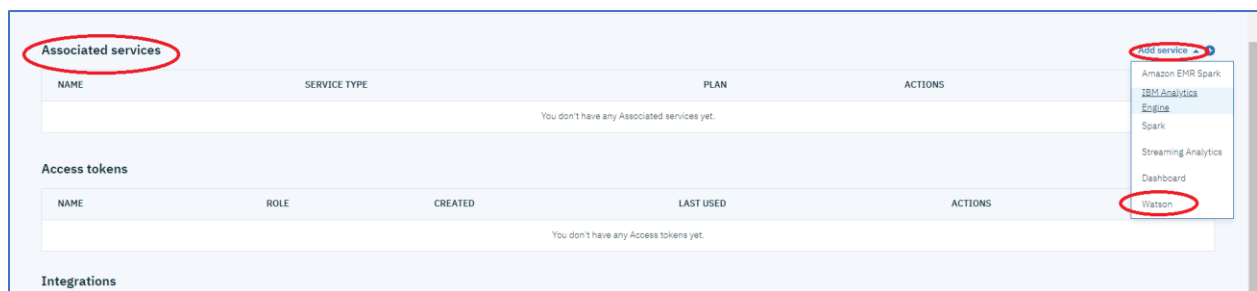 Associated services
Add service
NAME SERVICE TYPE PLAN ACTIONS
You don't have any Associated services yet.
Amazon EMR Spark
IBM Analytics
Engine
Spark
Streaming Analytics
Dashboard
Watson
Access tokens
NAME ROLE CREATED LAST USED ACTIONS
You don't have any Access tokens yet.
Integrations